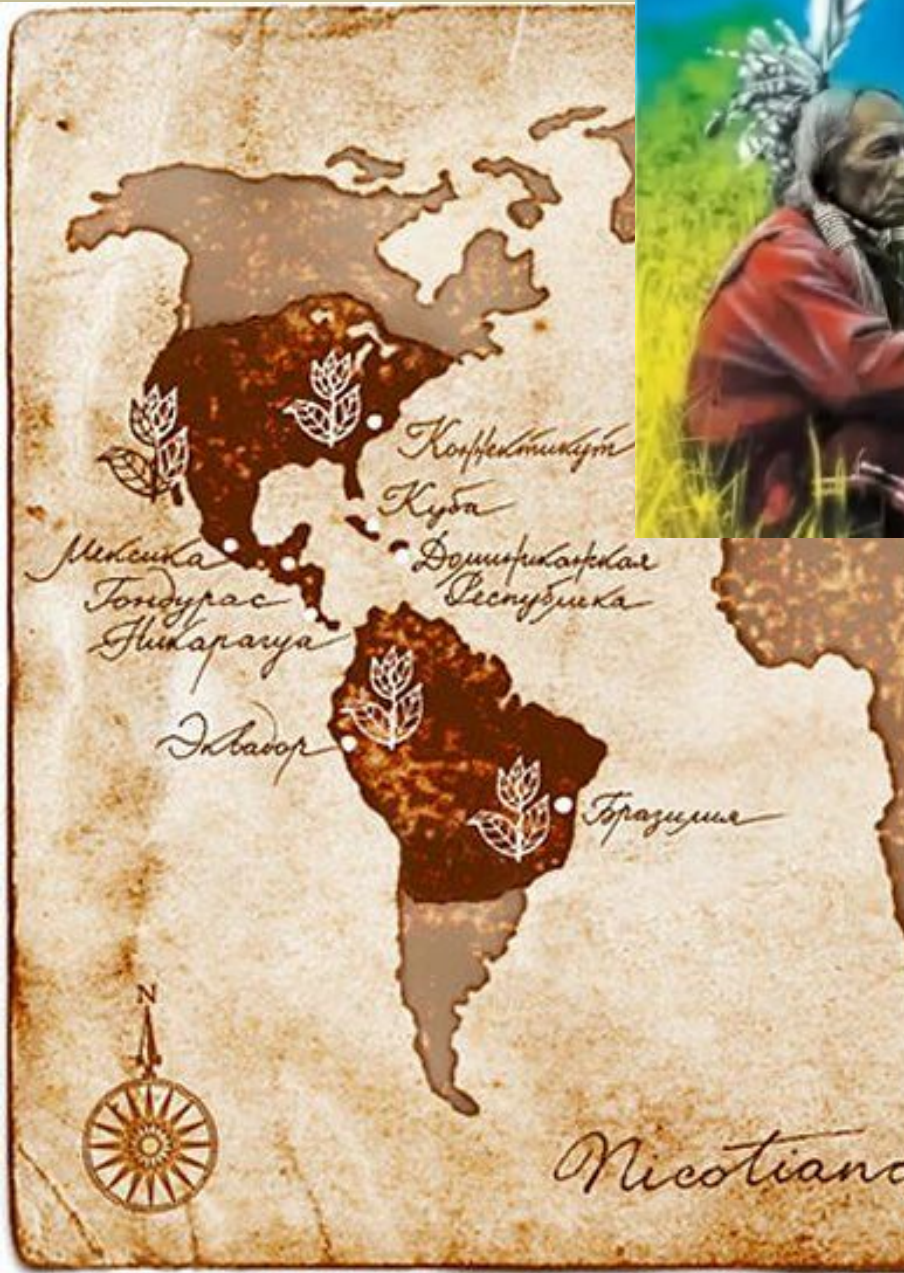 Коннектикут
Куба
Мексика
Доминиканская
Республика
Гондурас
Никарагуа
Эквадор
Бразилия
N
Nicotiana